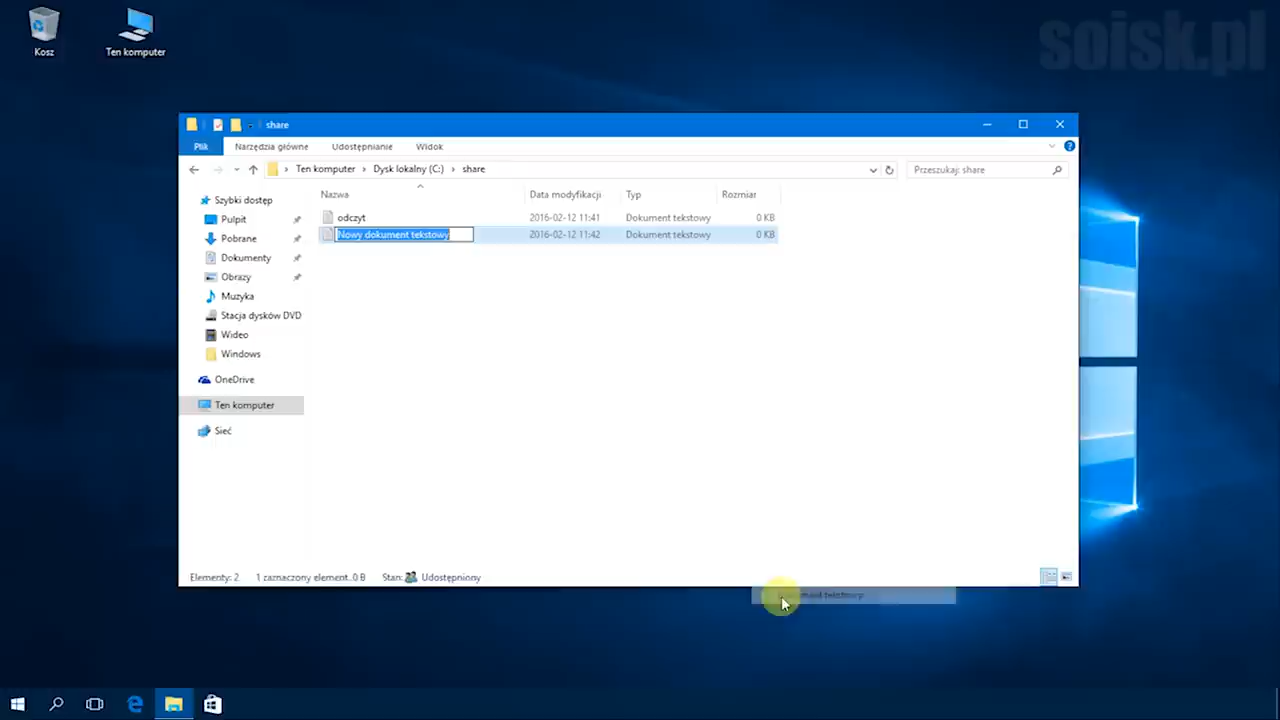 soisk.pl
Kosz
Ten komputer
share
Plik Narzędzia główne Udostępnianie Widok
Ten komputer Dysk lokalny (C:) share
Przeszukaj: share
Nazwa Data modyfikacji Typ Rozmiar
odczyt 2016-02-12 11:41 Dokument tekstowy 0 KB
Nowy dokument tekstowy 2016-02-12 11:42 Dokument tekstowy 0 KB
Szybki dostęp
Pulpit
Pobrane
Dokumenty
Obrazy
Muzyka
Stacja dysków DVD
Wideo
Windows
OneDrive
Ten komputer
Sieć
Elementy: 2 1 zaznaczony element. 0 B Stan: Udostępniony
Dokument tekstowy